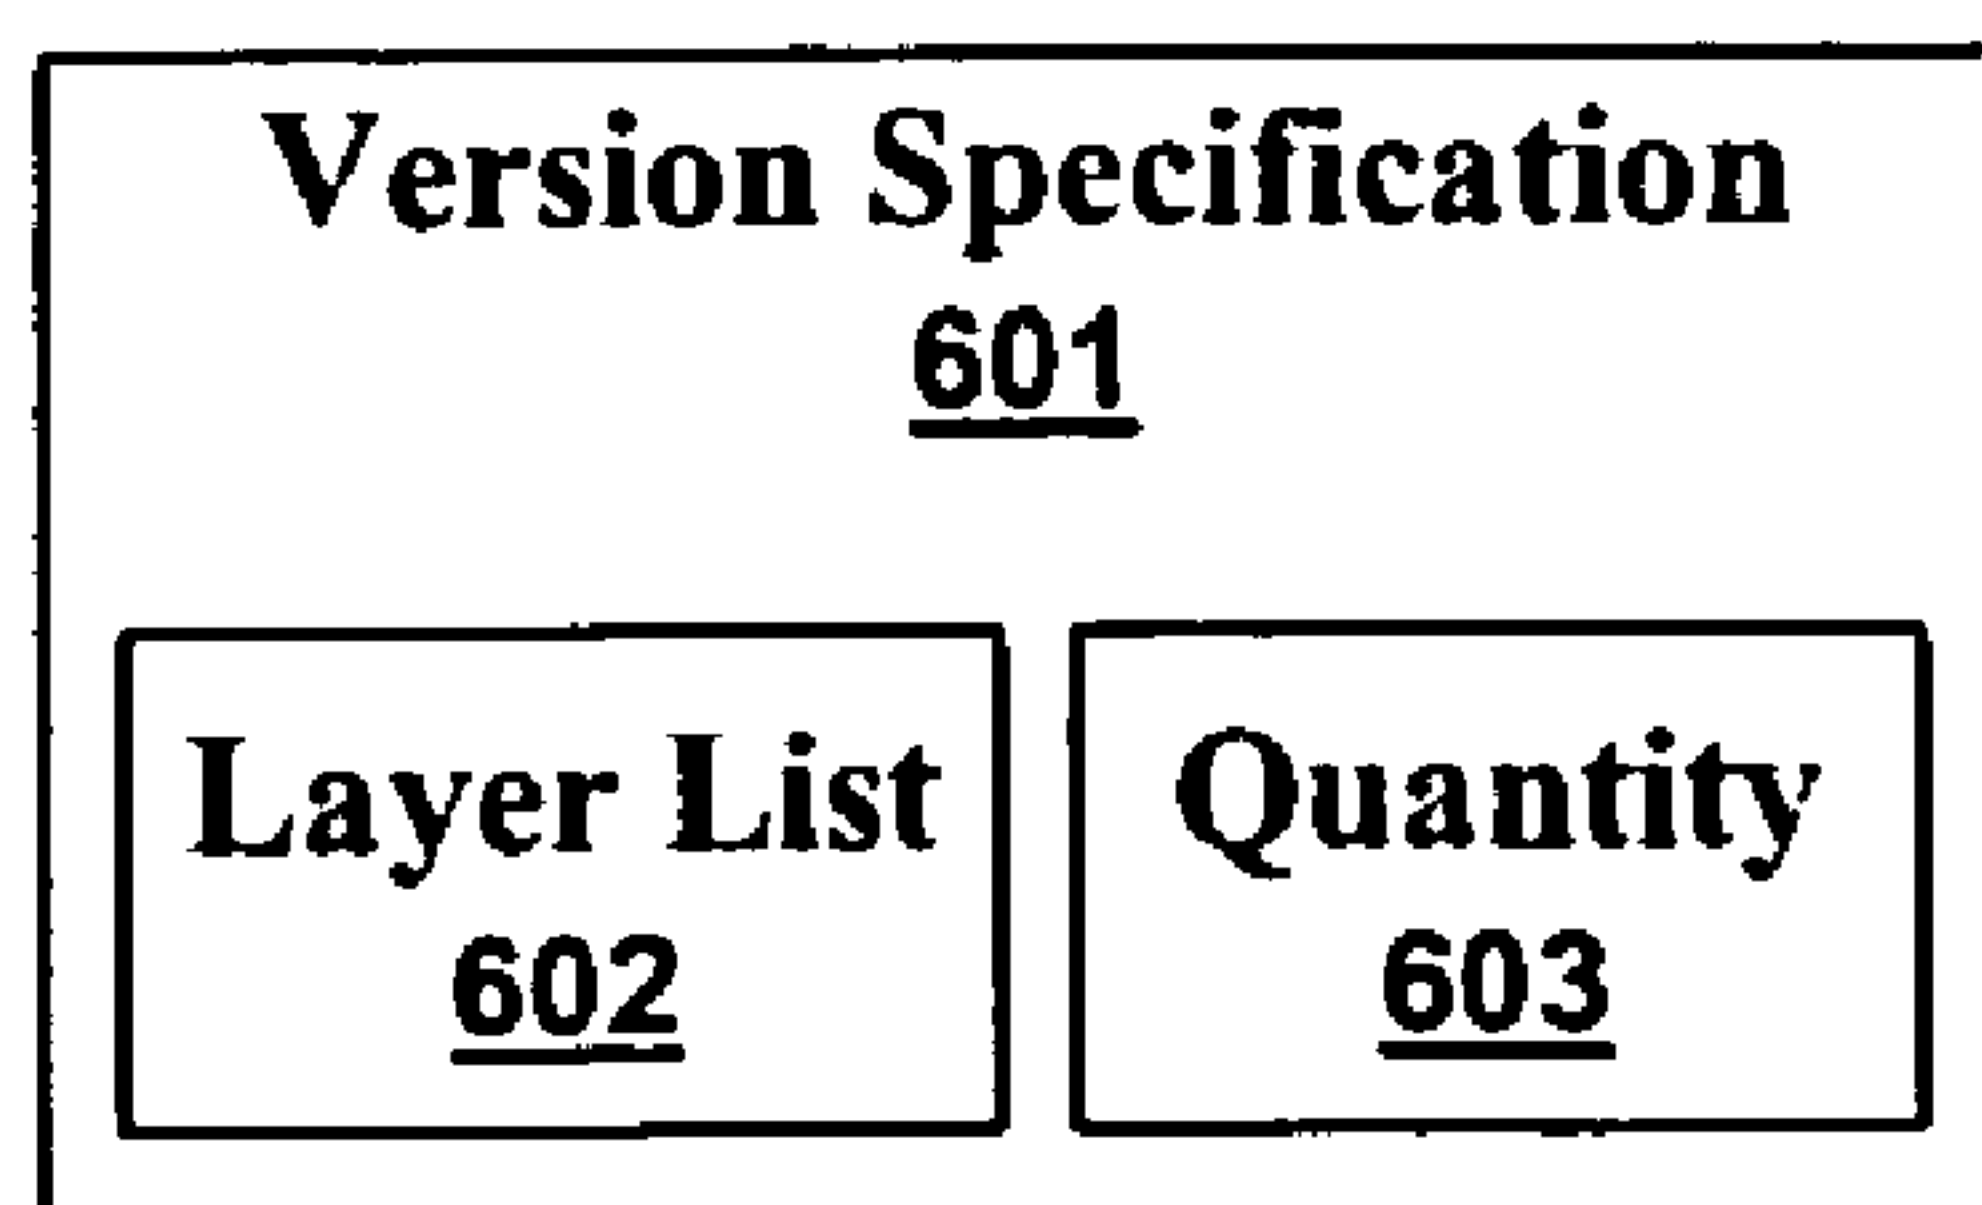 Version Specification
601
Layer List
602
Quantity
603